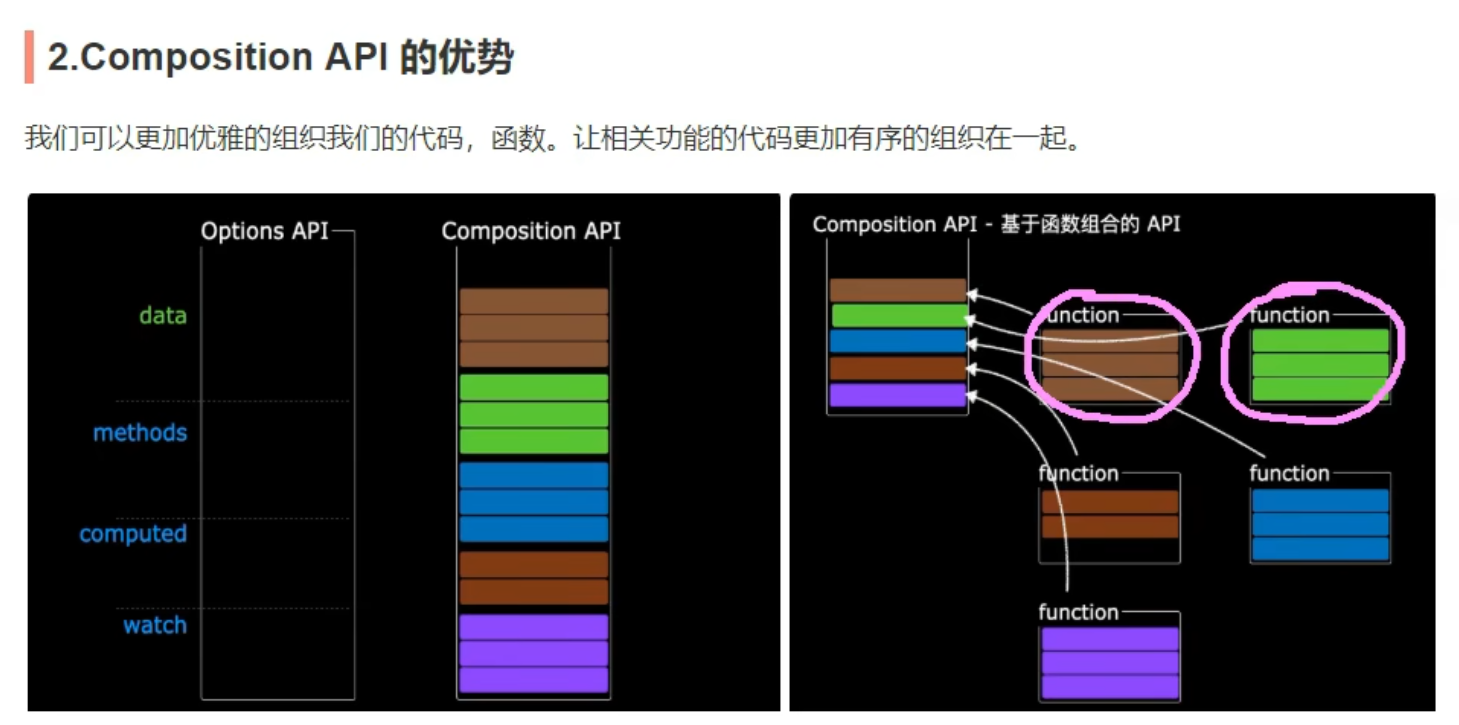 2.Composition API 的优势
我们可以更加优雅的组织我们的代码，函数。让相关功能的代码更加有序的组织在一起。
Options API
Composition API
data
methods
computed
watch
Composition API - 基于函数组合的 API
function
function
function
function
function